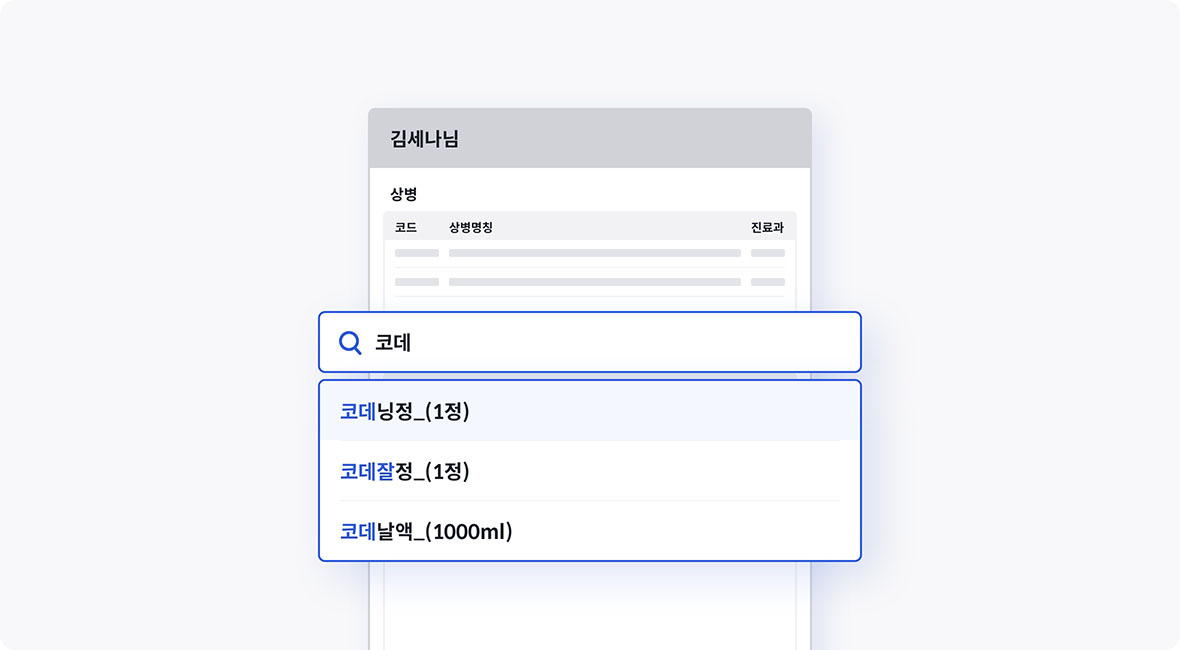 김세나님
상병
코드 상병명칭 진료과
코데
코데닝정_(1정)
코데잘정_(1정)
코데날액_(1000ml)